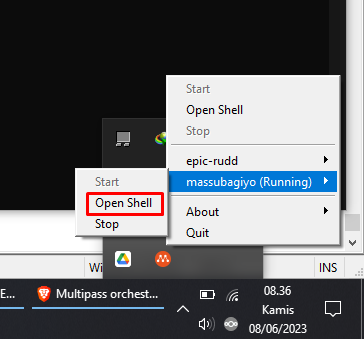 Start
Open Shell
Stop
epic-rudd
massubagiyo (Running)
About
Quit
Start
Open Shell
Stop
Wi
INS
E...
Multipass orchest...
08.36
Kamis
08/06/2023